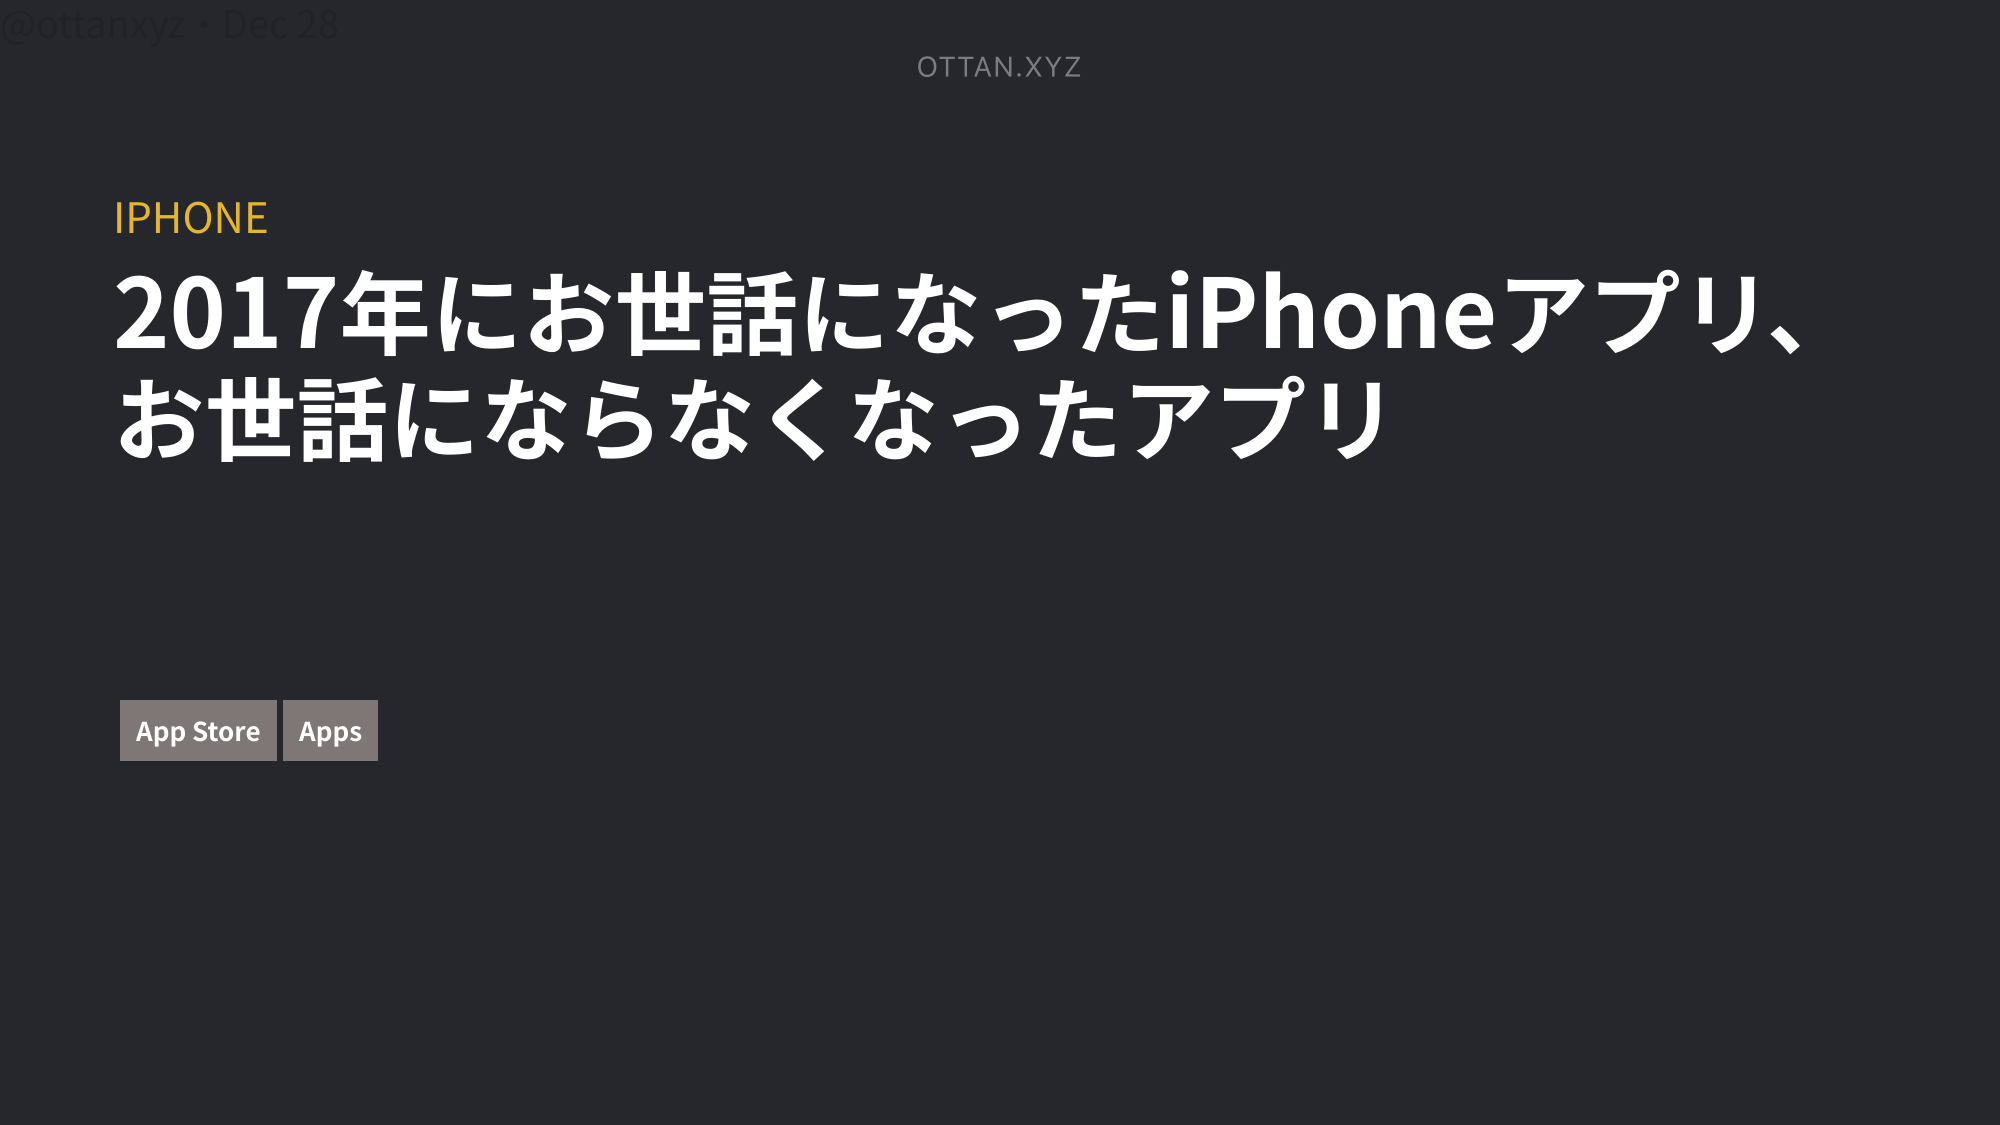 @ottanxyz・Dec 28
OTTAN.XYZ
IPHONE
2017年にお世話になったiPhoneアプリ、
お世話にならなくなったアプリ
App Store Apps